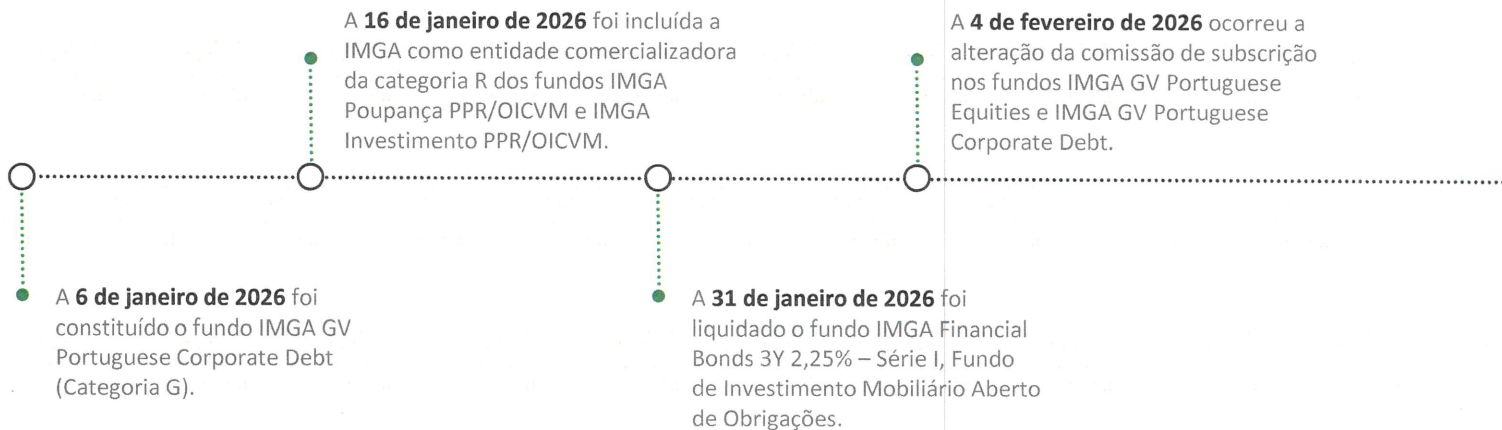 A 16 de janeiro de 2026 foi incluída a
IMGA como entidade comercializadora
da categoria R dos fundos IMGA
Poupança PPR/OICVM e IMGA
Investimento PPR/OICVM.
A 4 de fevereiro de 2026 ocorreu a
alteração da comissão de subscrição
nos fundos IMGA GV Portuguese
Equities e IMGA GV Portuguese
Corporate Debt.
A 6 de janeiro de 2026 foi
constituído o fundo IMGA GV
Portuguese Corporate Debt
(Categoria G).
A 31 de janeiro de 2026 foi
liquidado o fundo IMGA Financial
Bonds 3Y 2,25% – Série I, Fundo
de Investimento Mobiliário Aberto
de Obrigações.